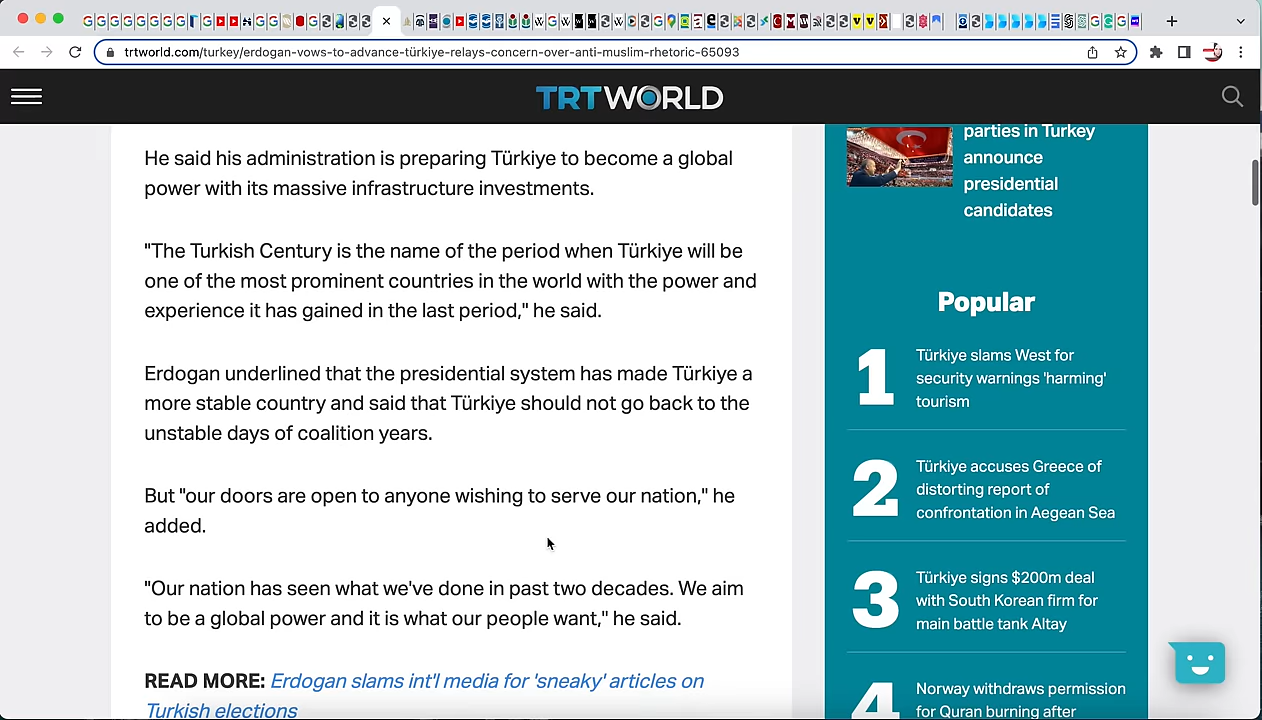 trtworld.com/turkey/erdogan-vows-to-advance-türkiye-relays-concern-over-anti-muslim-rhetoric-65093
TRTWORLD
He said his administration is preparing Türkiye to become a global
power with its massive infrastructure investments.
"The Turkish Century is the name of the period when Türkiye will be
one of the most prominent countries in the world with the power and
experience it has gained in the last period," he said.
Erdogan underlined that the presidential system has made Türkiye a
more stable country and said that Türkiye should not go back to the
unstable days of coalition years.
But "our doors are open to anyone wishing to serve our nation," he
added.
"Our nation has seen what we've done in past two decades. We aim
to be a global power and it is what our people want," he said.
READ MORE: Erdogan slams int'l media for 'sneaky' articles on
Turkish elections
parties in Turkey
announce
presidential
candidates
Popular
1
Türkiye slams West for
security warnings 'harming'
tourism
2
Türkiye accuses Greece of
distorting report of
confrontation in Aegean Sea
3
Türkiye signs $200m deal
with South Korean firm for
main battle tank Altay
4
Norway withdraws permission
for Quran burning after